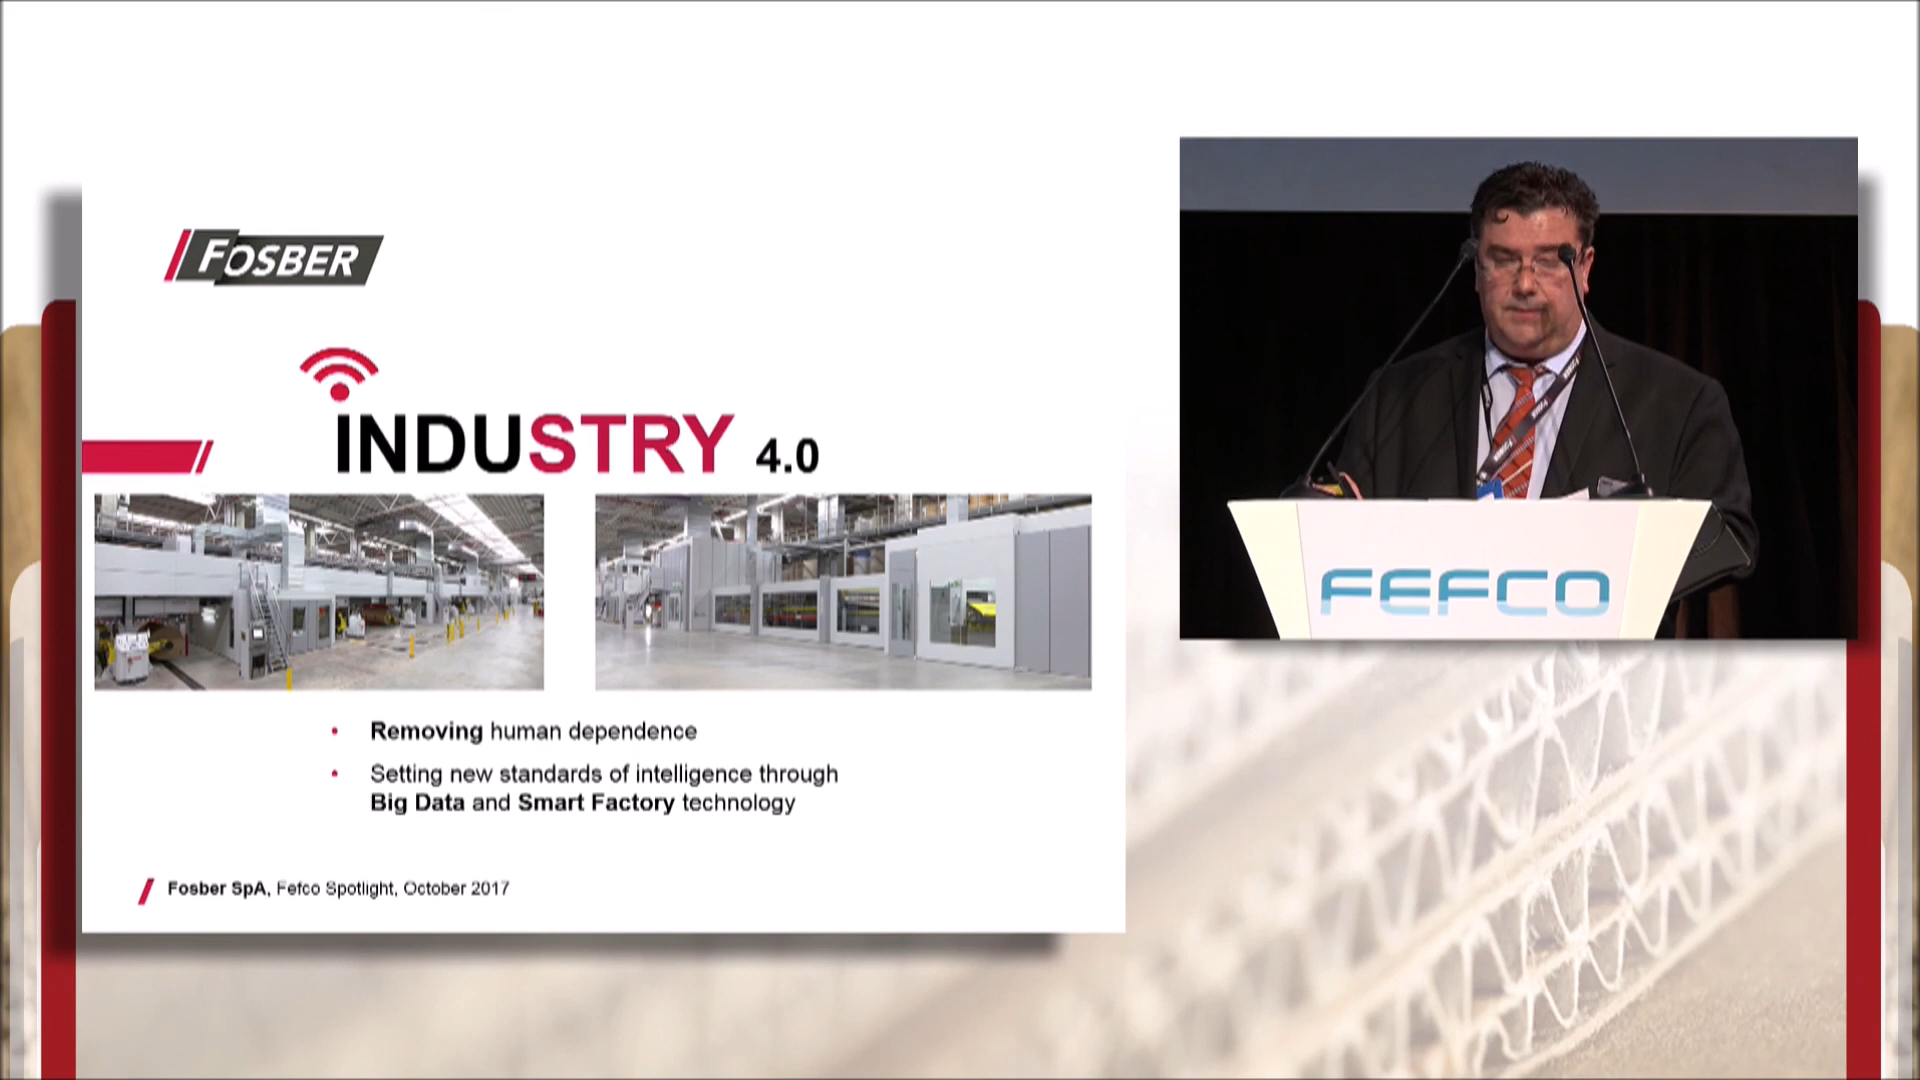 FOSBER
INDUSTRY 4.0
• Removing human dependence
• Setting new standards of intelligence through
Big Data and Smart Factory technology
Fosber SpA, Fefco Spotlight, October 2017
FEFCO